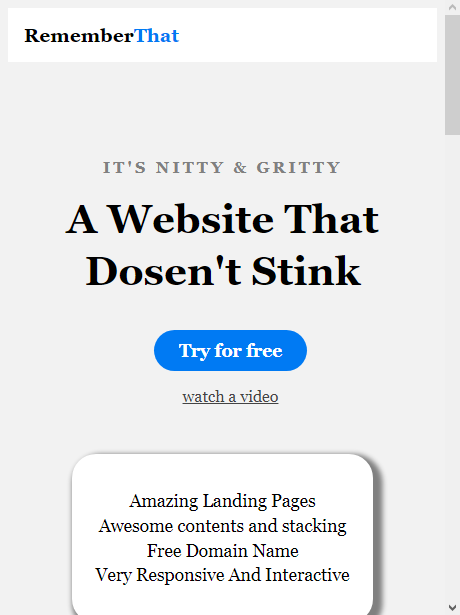 RememberThat
IT'S NITTY & GRITTY
A Website That
Dosen't Stink
Try for free
watch a video
Amazing Landing Pages
Awesome contents and stacking
Free Domain Name
Very Responsive And Interactive